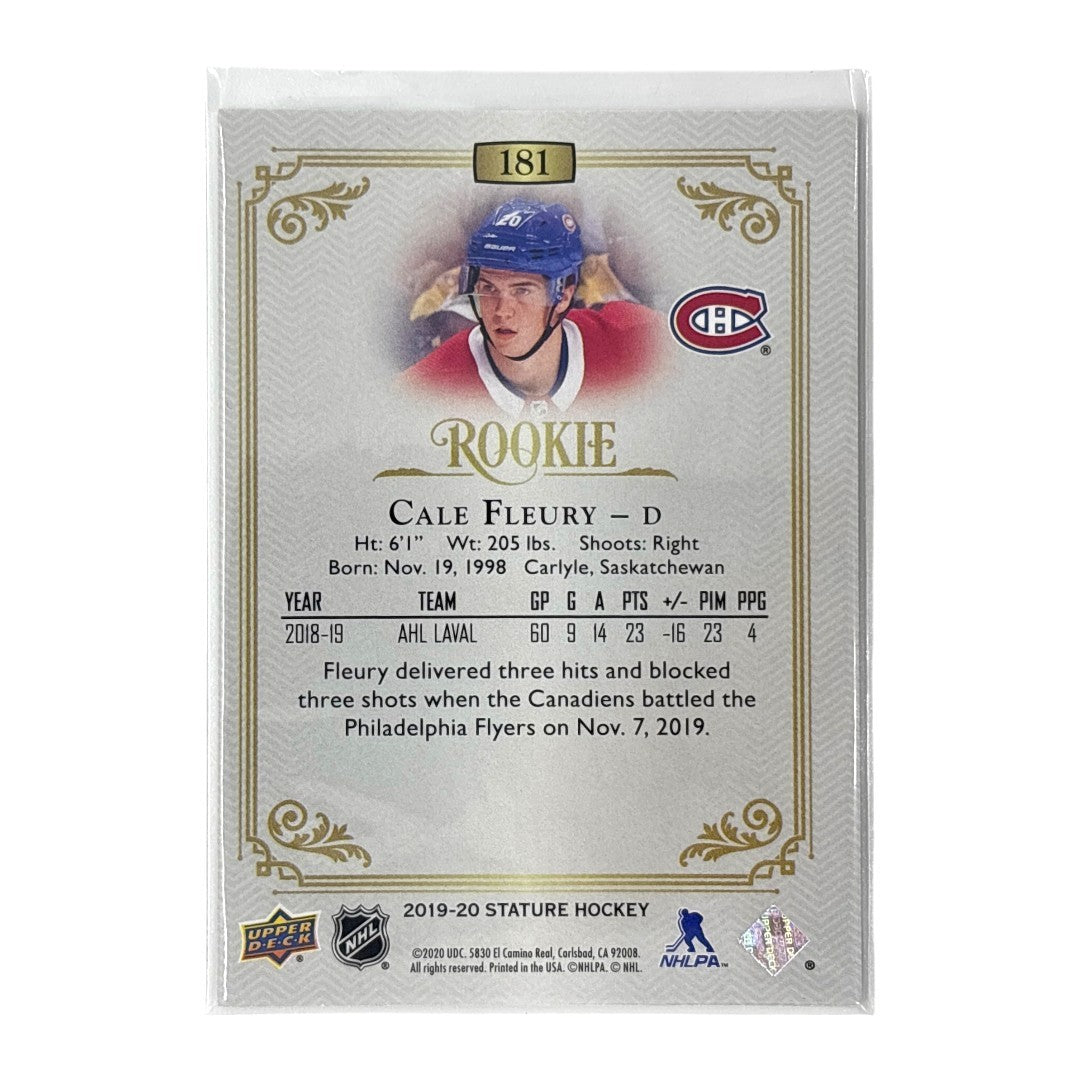 181
20
BAUER
®
ROOKIE
CALE FLEURY – D
Ht: 6'1" Wt: 205 lbs. Shoots: Right
Born: Nov. 19, 1998 Carlyle, Saskatchewan
YEAR TEAM GP G A PTS +/- PIM PPG
2018-19 AHL LAVAL 60 9 14 23 -16 23 4
Fleury delivered three hits and blocked
three shots when the Canadiens battled the
Philadelphia Flyers on Nov. 7, 2019.
2019-20 STATURE HOCKEY
UPPER
D·E·C·K
®
NHL
®
©2020 UDC. 5830 El Camino Real, Carlsbad, CA 92008.
All rights reserved. Printed in the USA. ©NHLPA. © NHL.
NHLPA™
UPPER DECK
®